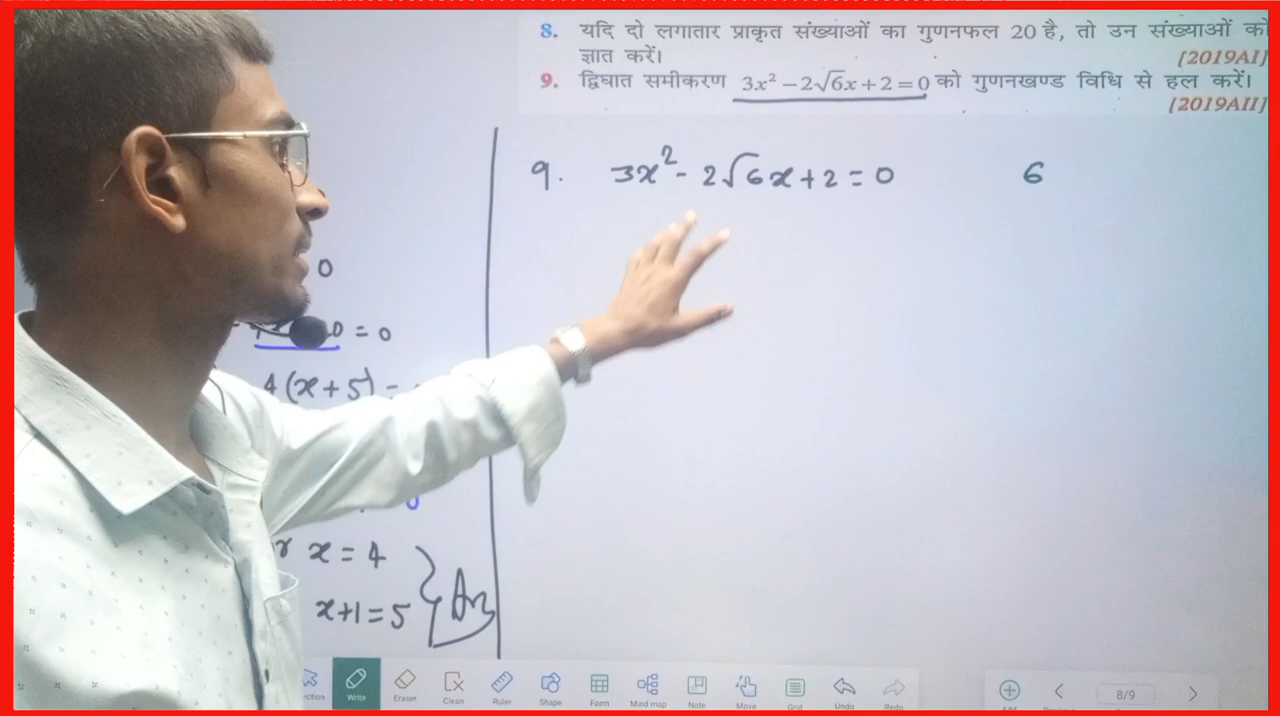 8. यदि दो लगातार प्राकृत संख्याओं का गुणनफल 20 है, तो उन संख्याओं को
ज्ञात करें। [2019AI]
9. द्विघात समीकरण 3x² − 2√6x + 2 = 0 को गुणनखण्ड विधि से हल करें।
[2019AII]
9. 3x² - 2√6x + 2 = 0 6
0
= 0
4(x+5) =
x = 4
x+1 = 5
Ans
Write
Eraser
Clean
Ruler
Shape
Form
Mind map
Note
Move
Grid
Undo
Redo
8/9